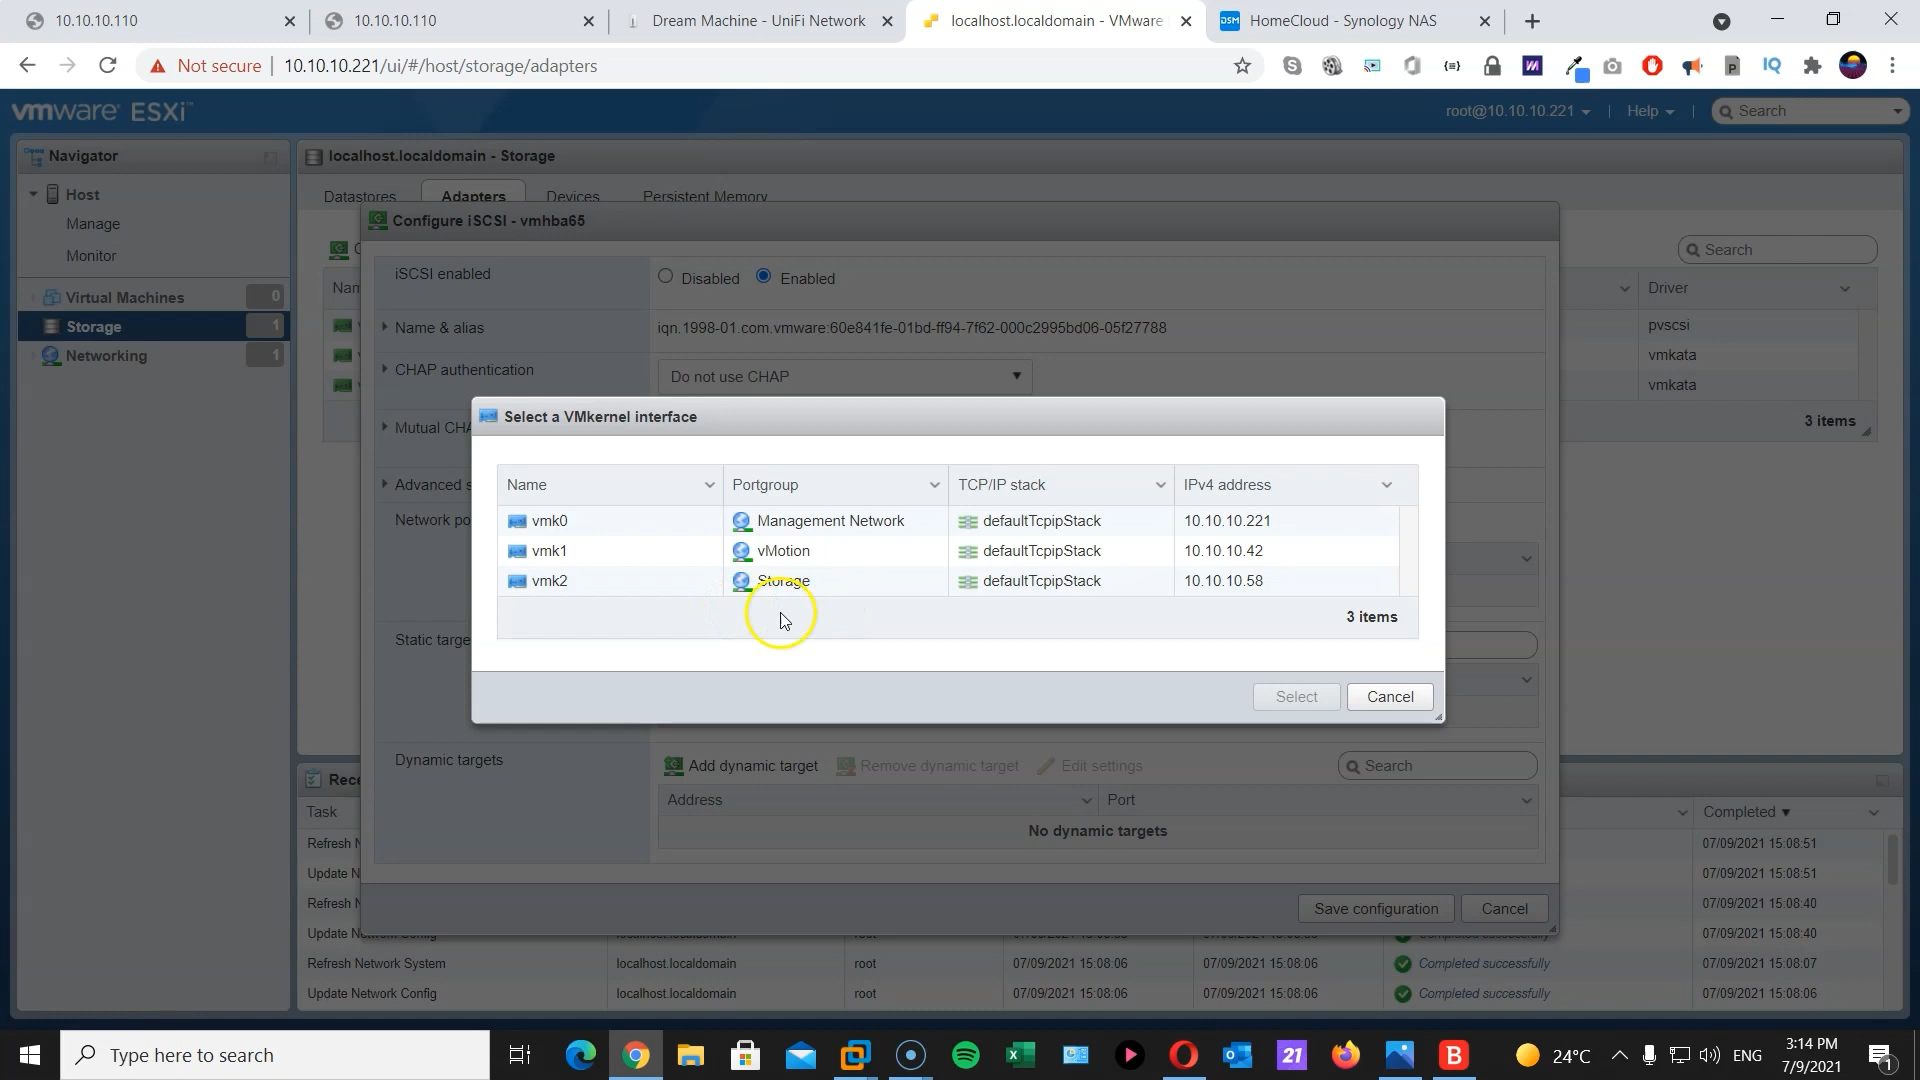 10.10.10.110
10.10.10.110
Dream Machine - UniFi Network
localhost.localdomain - VMware
DSM HomeCloud - Synology NAS
Not secure 10.10.10.221/ui/#/host/storage/adapters
IQ
vmware ESXi
root@10.10.10.221 | Help | Search
Navigator
Host
Manage
Monitor
Virtual Machines 0
Storage 1
Networking 1
localhost.localdomain - Storage
Datastores Adapters Devices Persistent Memory
Search
Driver
pvscsi
vmkata
vmkata
3 items
Configure iSCSI - vmhba65
iSCSI enabled Disabled Enabled
Name & alias iqn.1998-01.com.vmware:60e841fe-01bd-ff94-7f62-000c2995bd06-05f27788
CHAP authentication Do not use CHAP
Mutual CHA
Advanced s
Network po
Static targe
Select a VMkernel interface
Name Portgroup TCP/IP stack IPv4 address
vmk0 Management Network defaultTcpipStack 10.10.10.221
vmk1 vMotion defaultTcpipStack 10.10.10.42
vmk2 Storage defaultTcpipStack 10.10.10.58
3 items
Select Cancel
Dynamic targets Add dynamic target Remove dynamic target Edit settings Search
Address Port
No dynamic targets
Save configuration Cancel
Rece
Task Completed ▼
Refresh N 07/09/2021 15:08:51
Update N 07/09/2021 15:08:51
Refresh N 07/09/2021 15:08:40
Update Network Config localhost.localdomain root 07/09/2021 15:08:40
Refresh Network System localhost.localdomain root 07/09/2021 15:08:06 07/09/2021 15:08:06 Completed successfully 07/09/2021 15:08:07
Update Network Config localhost.localdomain root 07/09/2021 15:08:06 07/09/2021 15:08:06 Completed successfully 07/09/2021 15:08:06
Type here to search
21
B
24°C
ENG
3:14 PM
7/9/2021
1